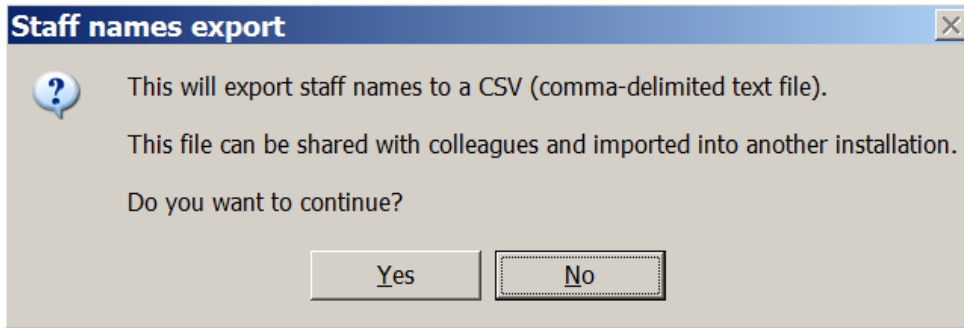 Staff names export
This will export staff names to a CSV (comma-delimited text file).
This file can be shared with colleagues and imported into another installation.
Do you want to continue?
Yes
No